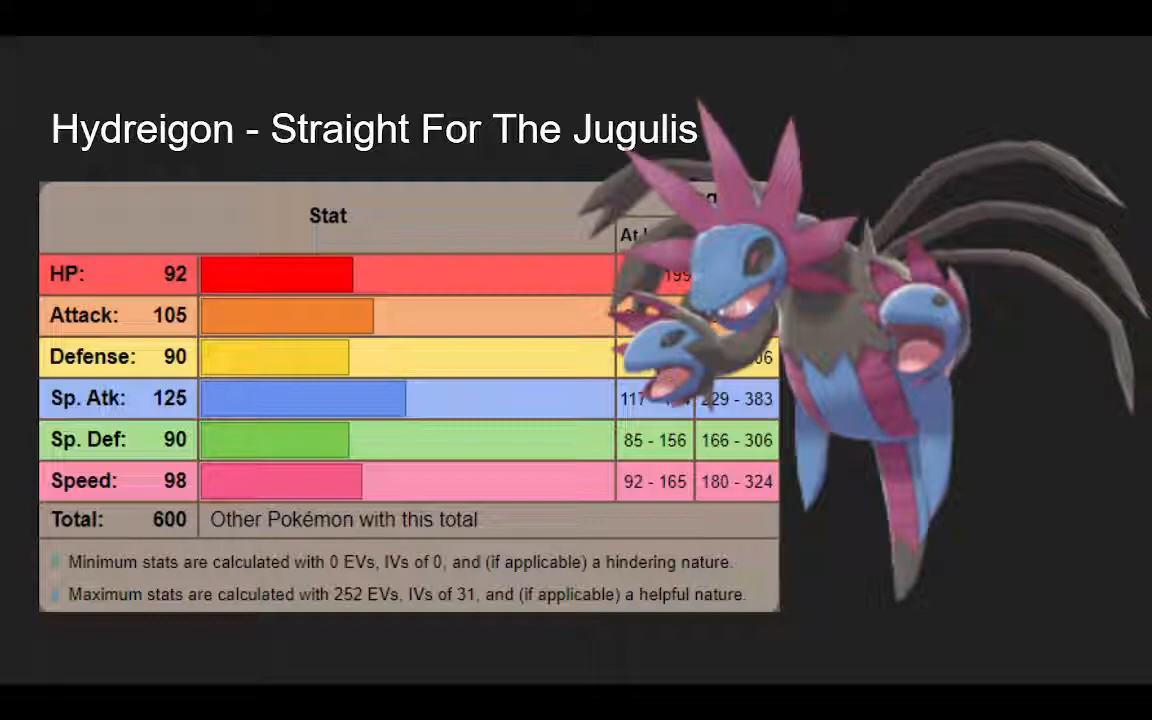 Hydreigon - Straight For The Jugulis
Stat
HP: 92
Attack: 105
Defense: 90
Sp. Atk: 125 229 - 383
Sp. Def: 90 85 - 156 166 - 306
Speed: 98 92 - 165 180 - 324
Total: 600 Other Pokémon with this total
Minimum stats are calculated with 0 EVs, IVs of 0, and (if applicable) a hindering nature.
Maximum stats are calculated with 252 EVs, IVs of 31, and (if applicable) a helpful nature.